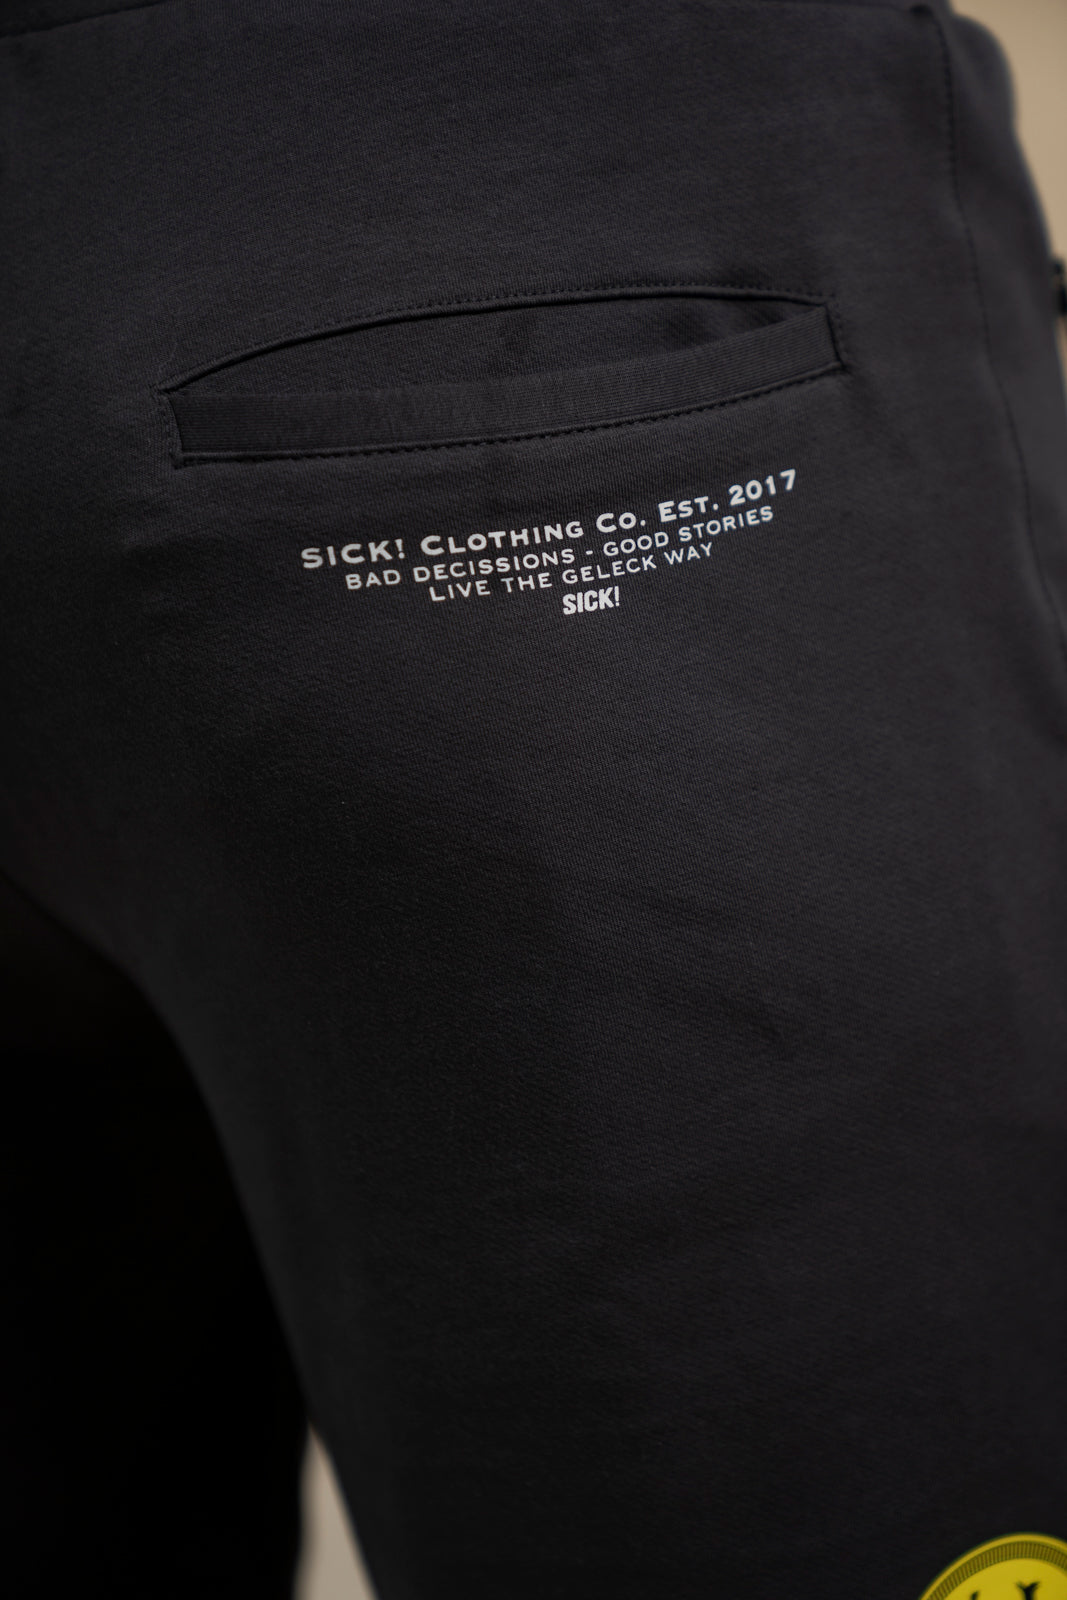 SICK! CLOTHING CO. EST. 2017
BAD DECISSIONS - GOOD STORIES
LIVE THE GELECK WAY
SICK!